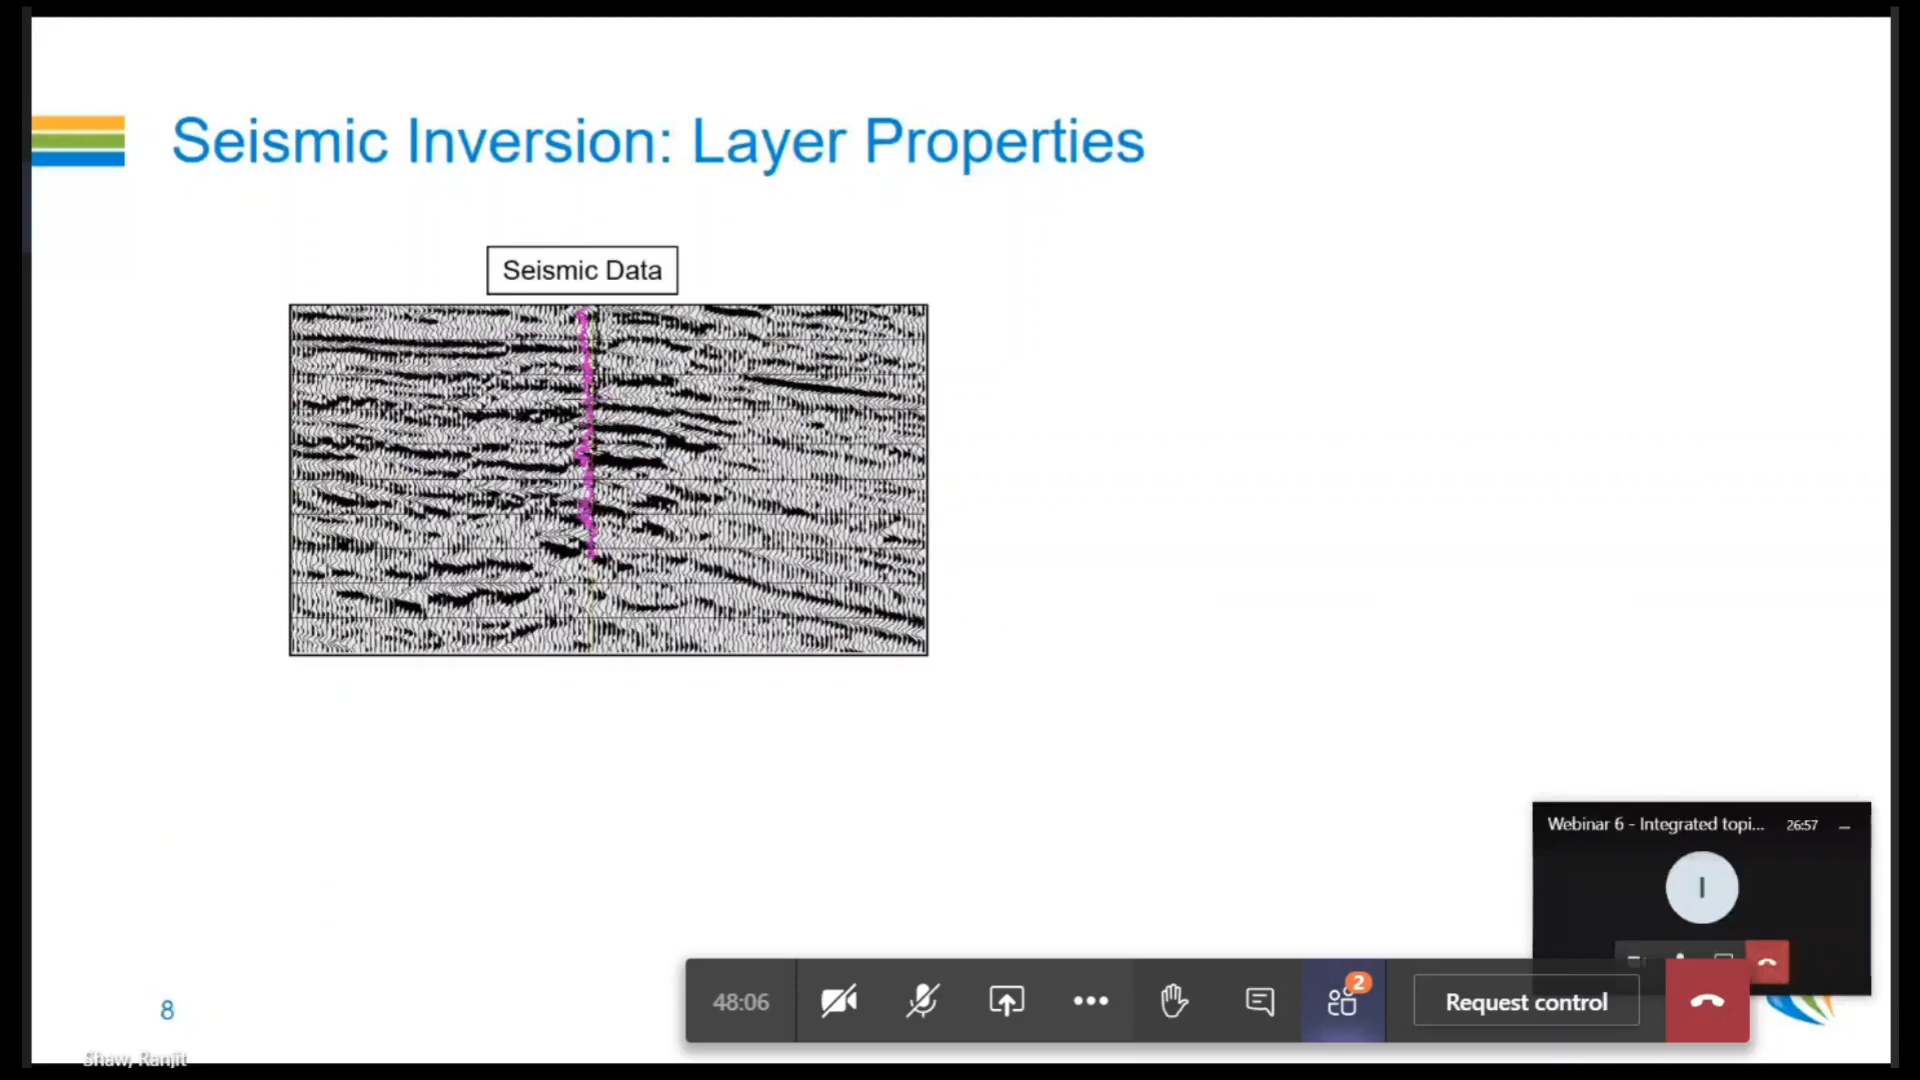 Seismic Inversion: Layer Properties
Seismic Data
Webinar 6 - Integrated topi... 26:57
I
8
48:06
2
Request control
Shaw, Ranjit